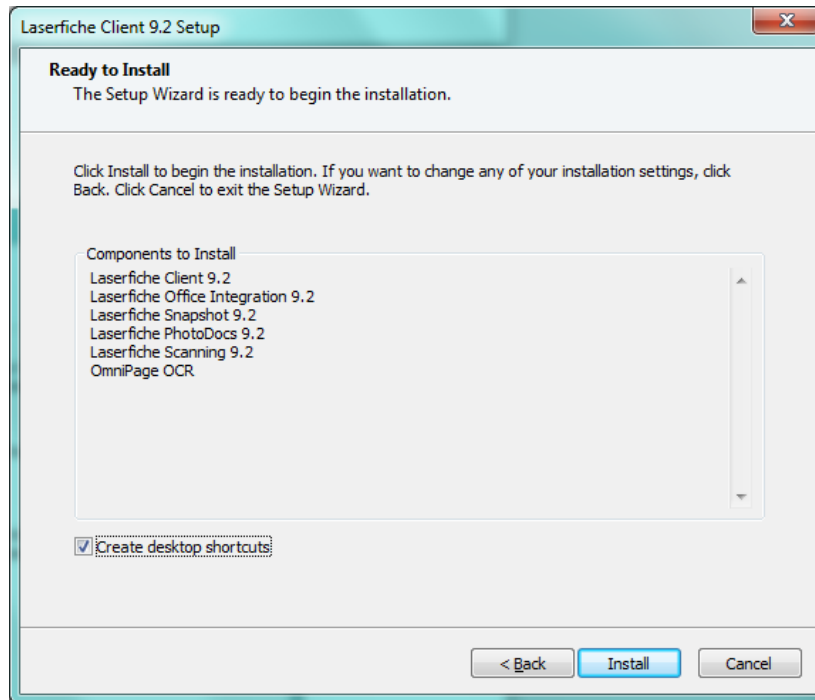 Laserfiche Client 9.2 Setup
Ready to Install
The Setup Wizard is ready to begin the installation.
Click Install to begin the installation. If you want to change any of your installation settings, click
Back. Click Cancel to exit the Setup Wizard.
Components to Install
Laserfiche Client 9.2
Laserfiche Office Integration 9.2
Laserfiche Snapshot 9.2
Laserfiche PhotoDocs 9.2
Laserfiche Scanning 9.2
OmniPage OCR
Create desktop shortcuts
< Back Install Cancel